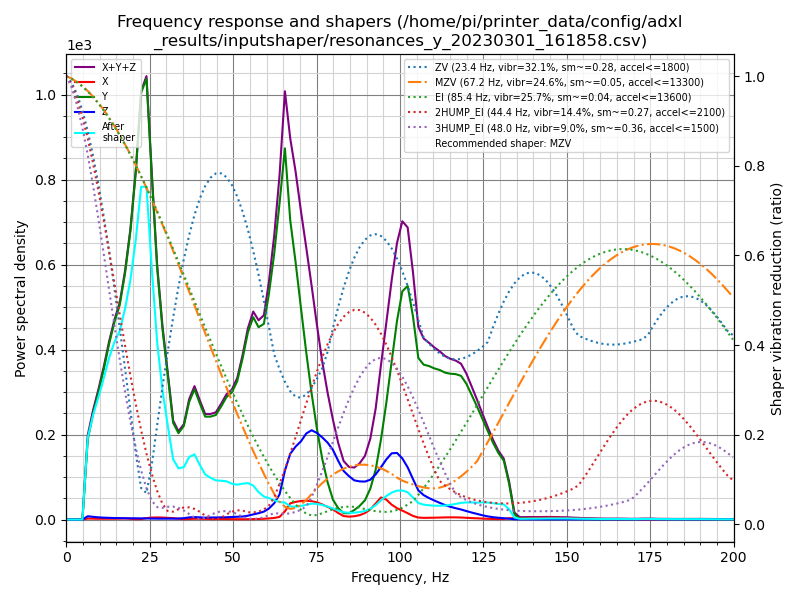 Frequency response and shapers (/home/pi/printer_data/config/adxl
_results/inputshaper/resonances_y_20230301_161858.csv)
1e3
X+Y+Z
X
Y
Z
After
shaper
ZV (23.4 Hz, vibr=32.1%, sm~=0.28, accel<=1800)
MZV (67.2 Hz, vibr=24.6%, sm~=0.05, accel<=13300)
EI (85.4 Hz, vibr=25.7%, sm~=0.04, accel<=13600)
2HUMP_EI (44.4 Hz, vibr=14.4%, sm~=0.27, accel<=2100)
3HUMP_EI (48.0 Hz, vibr=9.0%, sm~=0.36, accel<=1500)
Recommended shaper: MZV
Power spectral density
1.0
0.8
0.6
0.4
0.2
0.0
1.0
0.8
0.6
0.4
0.2
0.0
Shaper vibration reduction (ratio)
0 25 50 75 100 125 150 175 200
Frequency, Hz